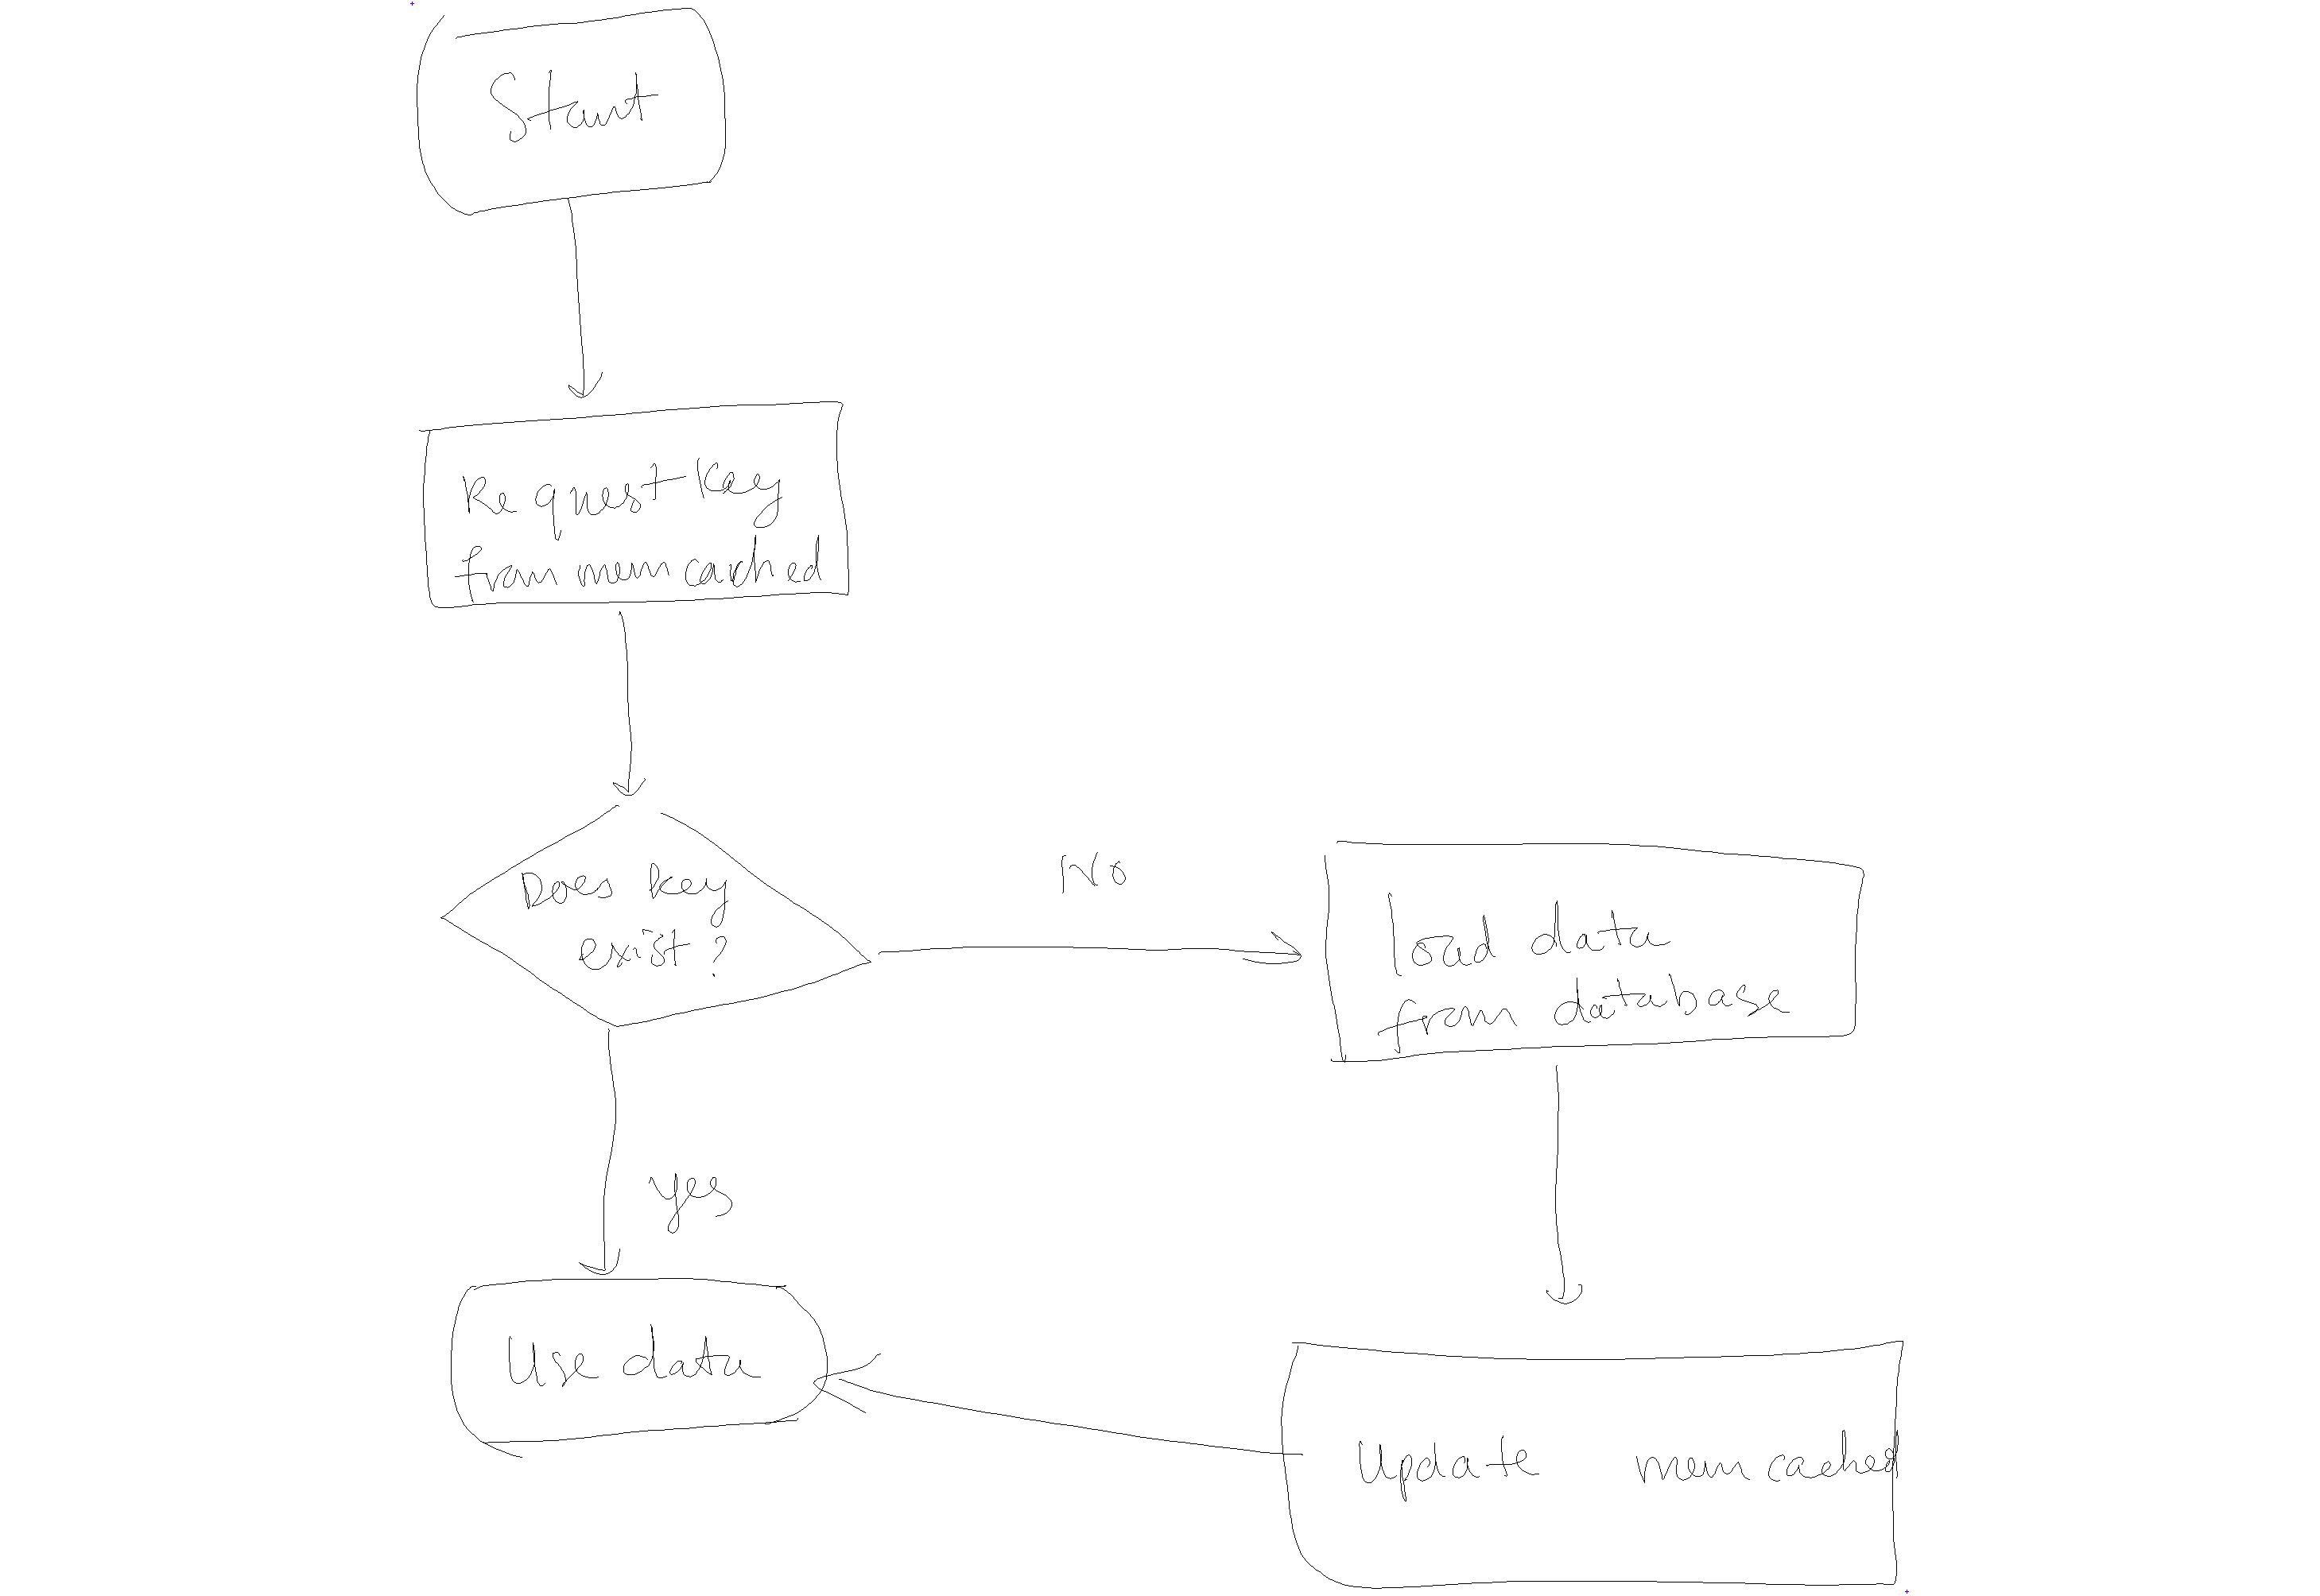 Start
Request Key
from memcached
Does key
exist?
No
load data
from database
Yes
Use data
Update memcached